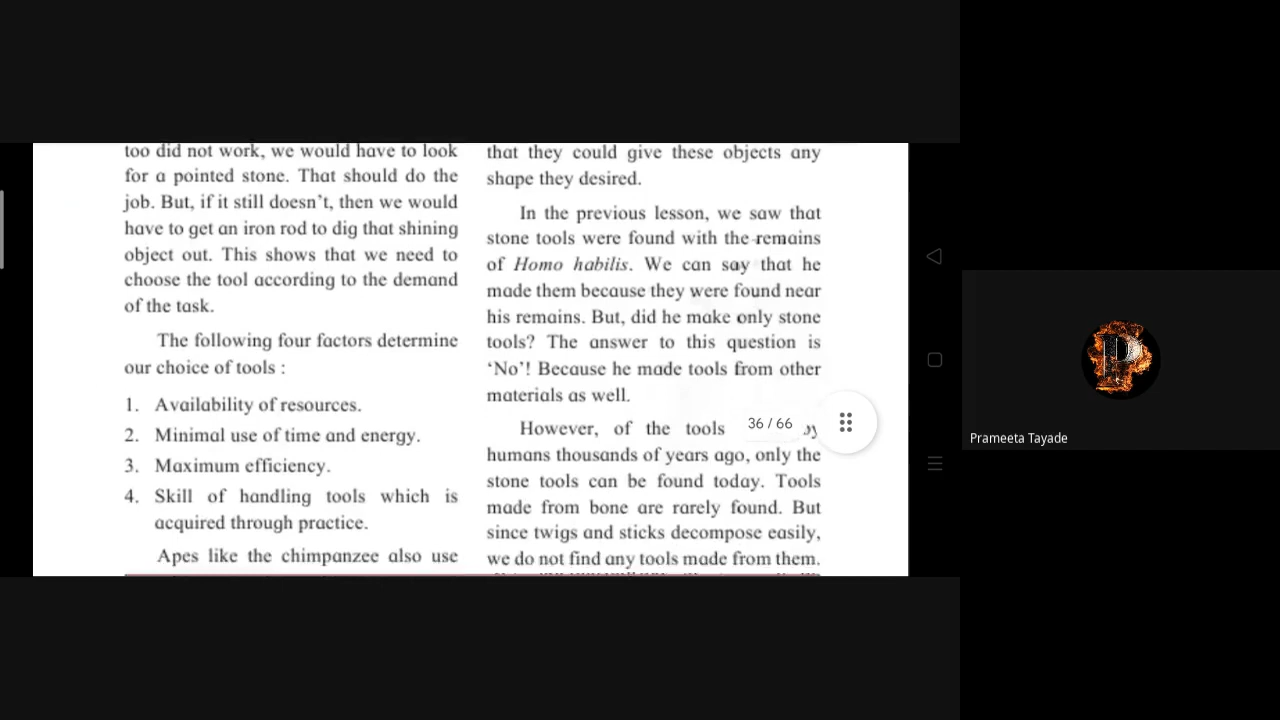 too did not work, we would have to look
for a pointed stone. That should do the
job. But, if it still doesn't, then we would
have to get an iron rod to dig that shining
object out. This shows that we need to
choose the tool according to the demand
of the task.
The following four factors determine
our choice of tools :
1. Availability of resources.
2. Minimal use of time and energy.
3. Maximum efficiency.
4. Skill of handling tools which is
acquired through practice.
Apes like the chimpanzee also use
that they could give these objects any
shape they desired.
In the previous lesson, we saw that
stone tools were found with the remains
of Homo habilis. We can say that he
made them because they were found near
his remains. But, did he make only stone
tools? The answer to this question is
'No'! Because he made tools from other
materials as well.
However, of the tools
humans thousands of years ago, only the
stone tools can be found today. Tools
made from bone are rarely found. But
since twigs and sticks decompose easily,
we do not find any tools made from them.
36 / 66
Prameeta Tayade